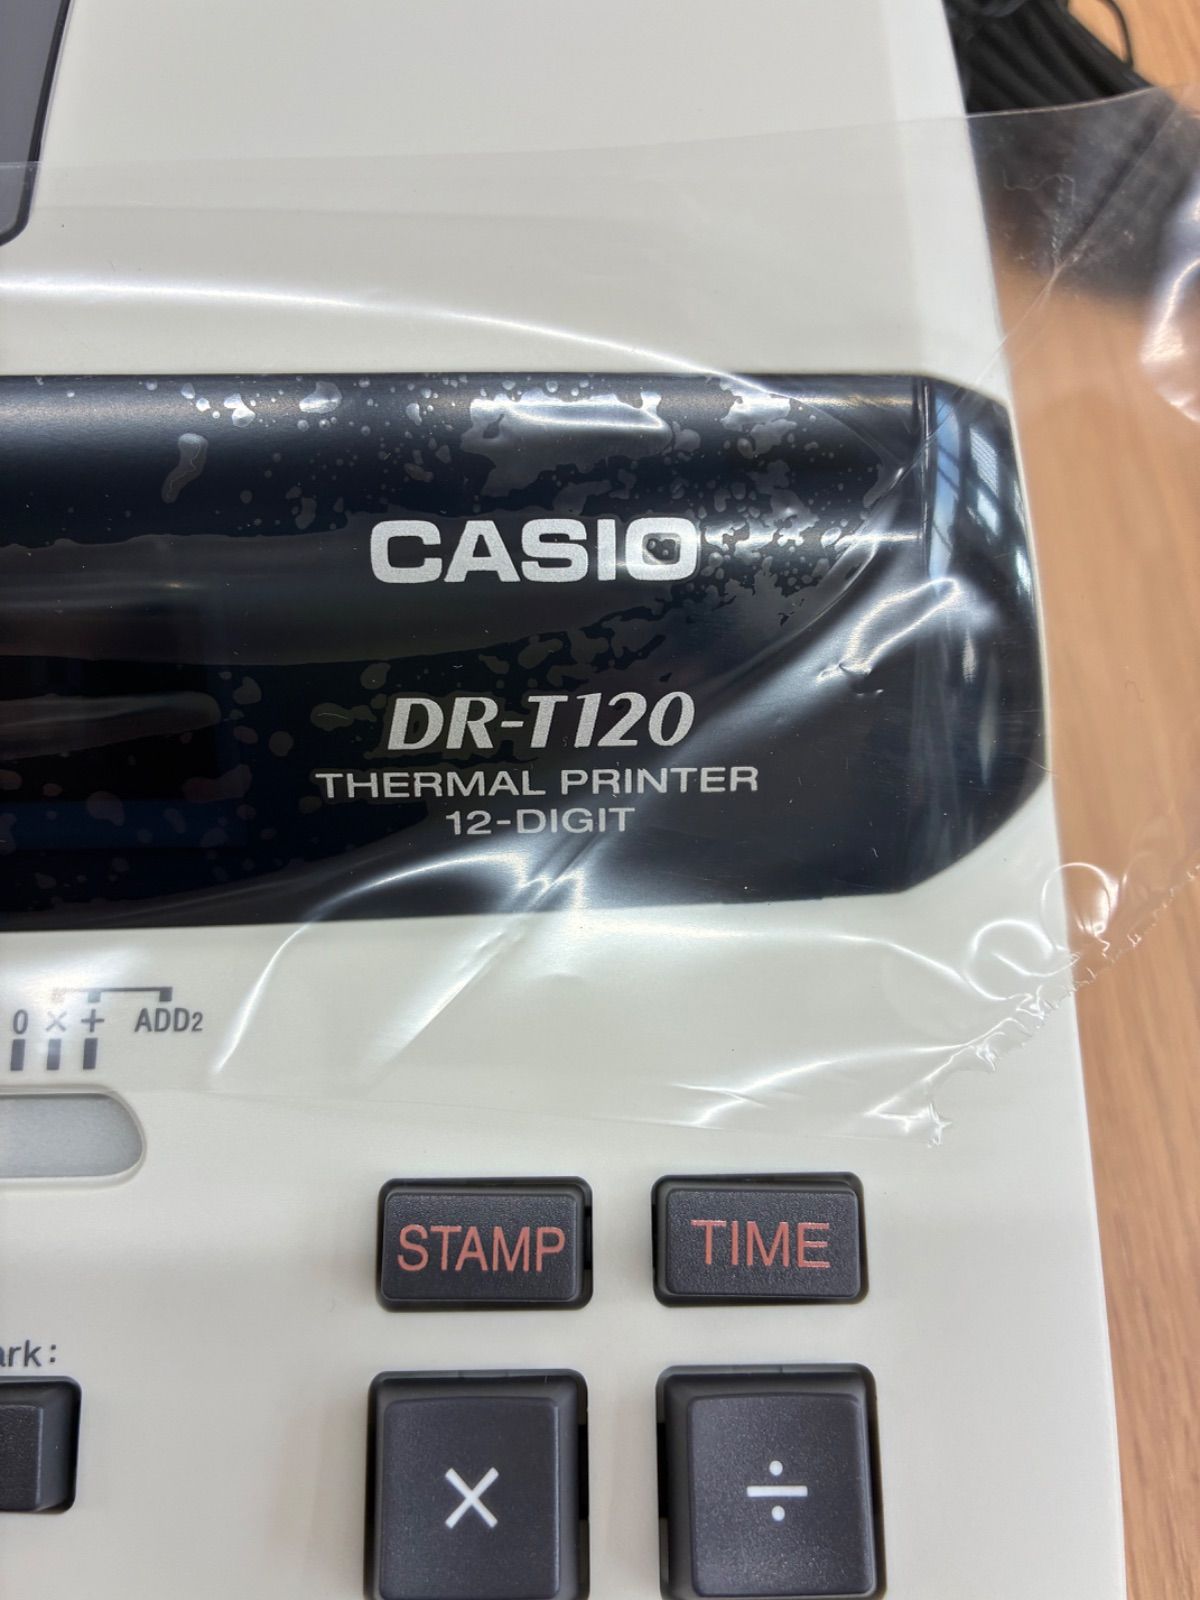 CASIO
DR-T120
THERMAL PRINTER
12-DIGIT
0 × + ADD2
STAMP TIME
ark:
× ÷